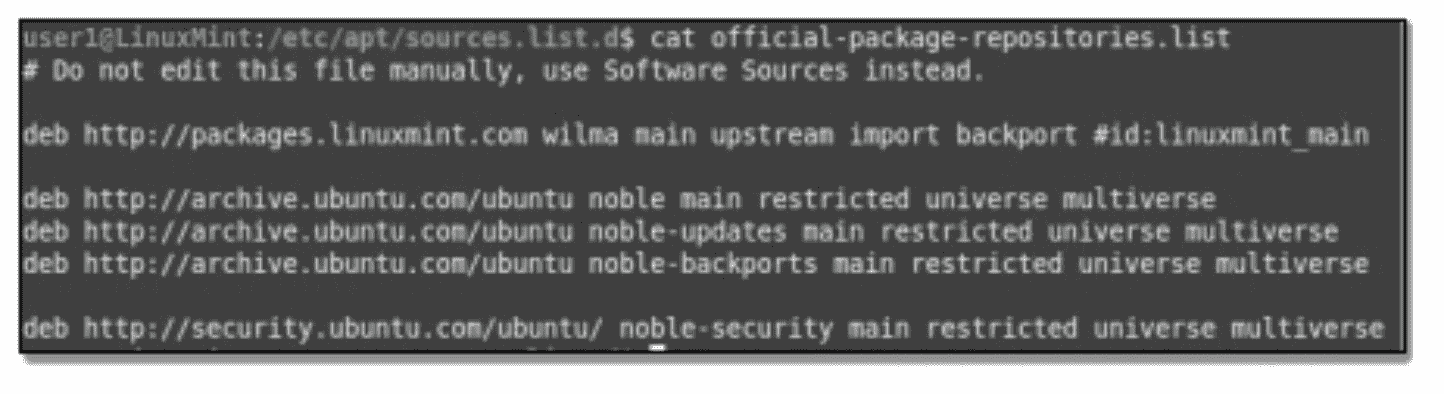 user1@LinuxMint:/etc/apt/sources.list.d$ cat official-package-repositories.list
# Do not edit this file manually, use Software Sources instead.
deb http://packages.linuxmint.com wilma main upstream import backport #id:linuxmint_main
deb http://archive.ubuntu.com/ubuntu noble main restricted universe multiverse
deb http://archive.ubuntu.com/ubuntu noble-updates main restricted universe multiverse
deb http://archive.ubuntu.com/ubuntu noble-backports main restricted universe multiverse
deb http://security.ubuntu.com/ubuntu/ noble-security main restricted universe multiverse